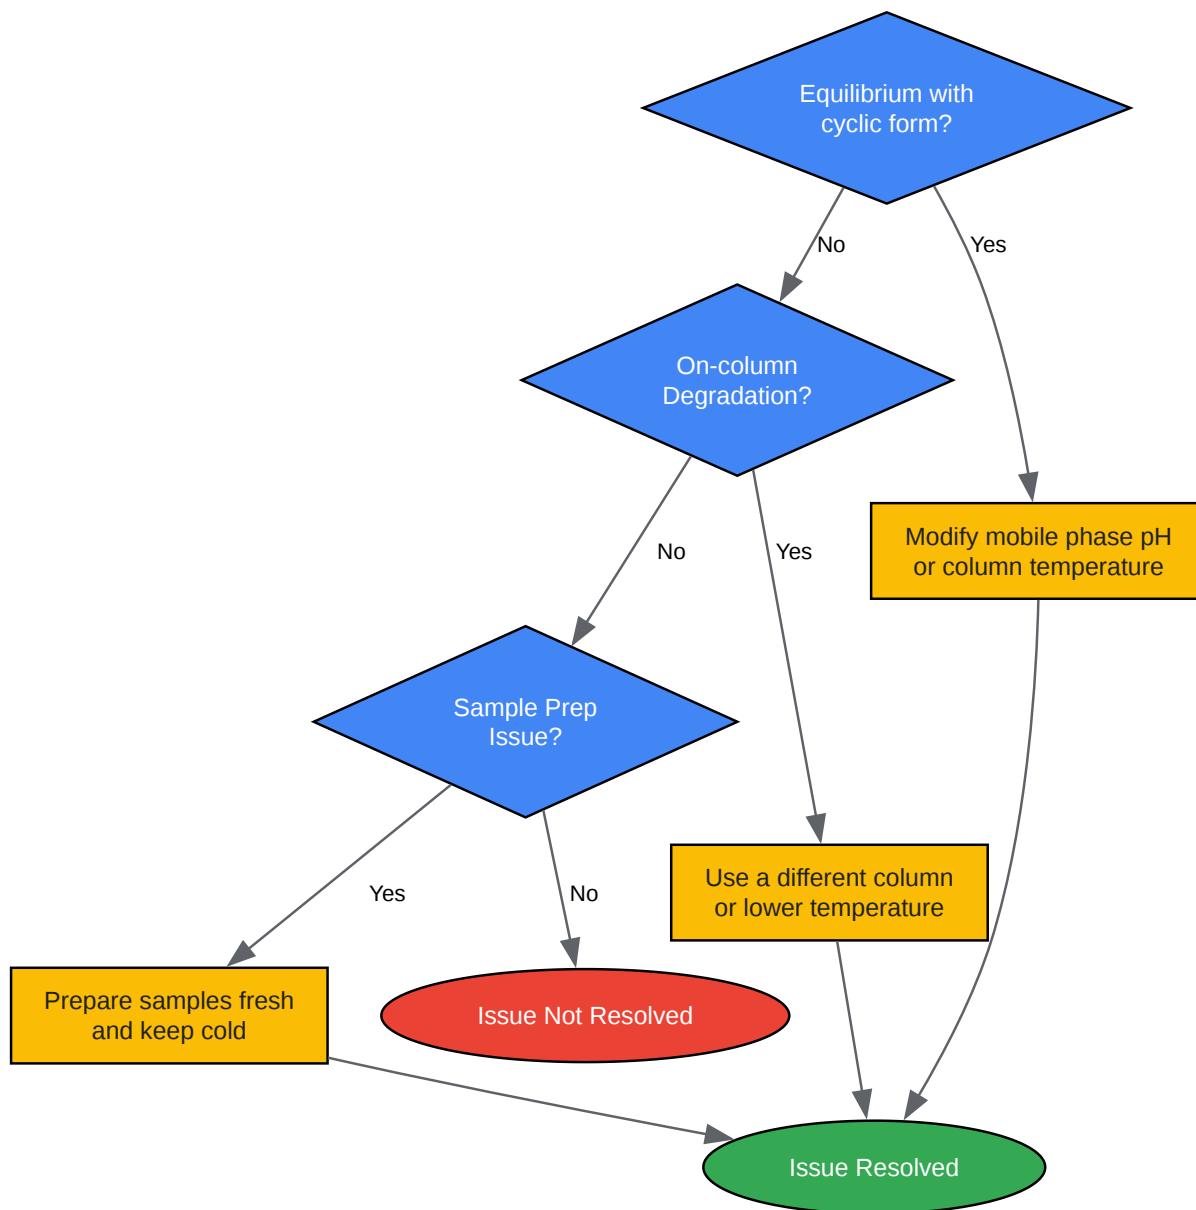 Equilibrium with
cyclic form?
No
Yes
On-column
Degradation?
No
Yes
Modify mobile phase pH
or column temperature
Sample Prep
Issue?
Yes
No
Use a different column
or lower temperature
Prepare samples fresh
and keep cold
Issue Not Resolved
Issue Resolved